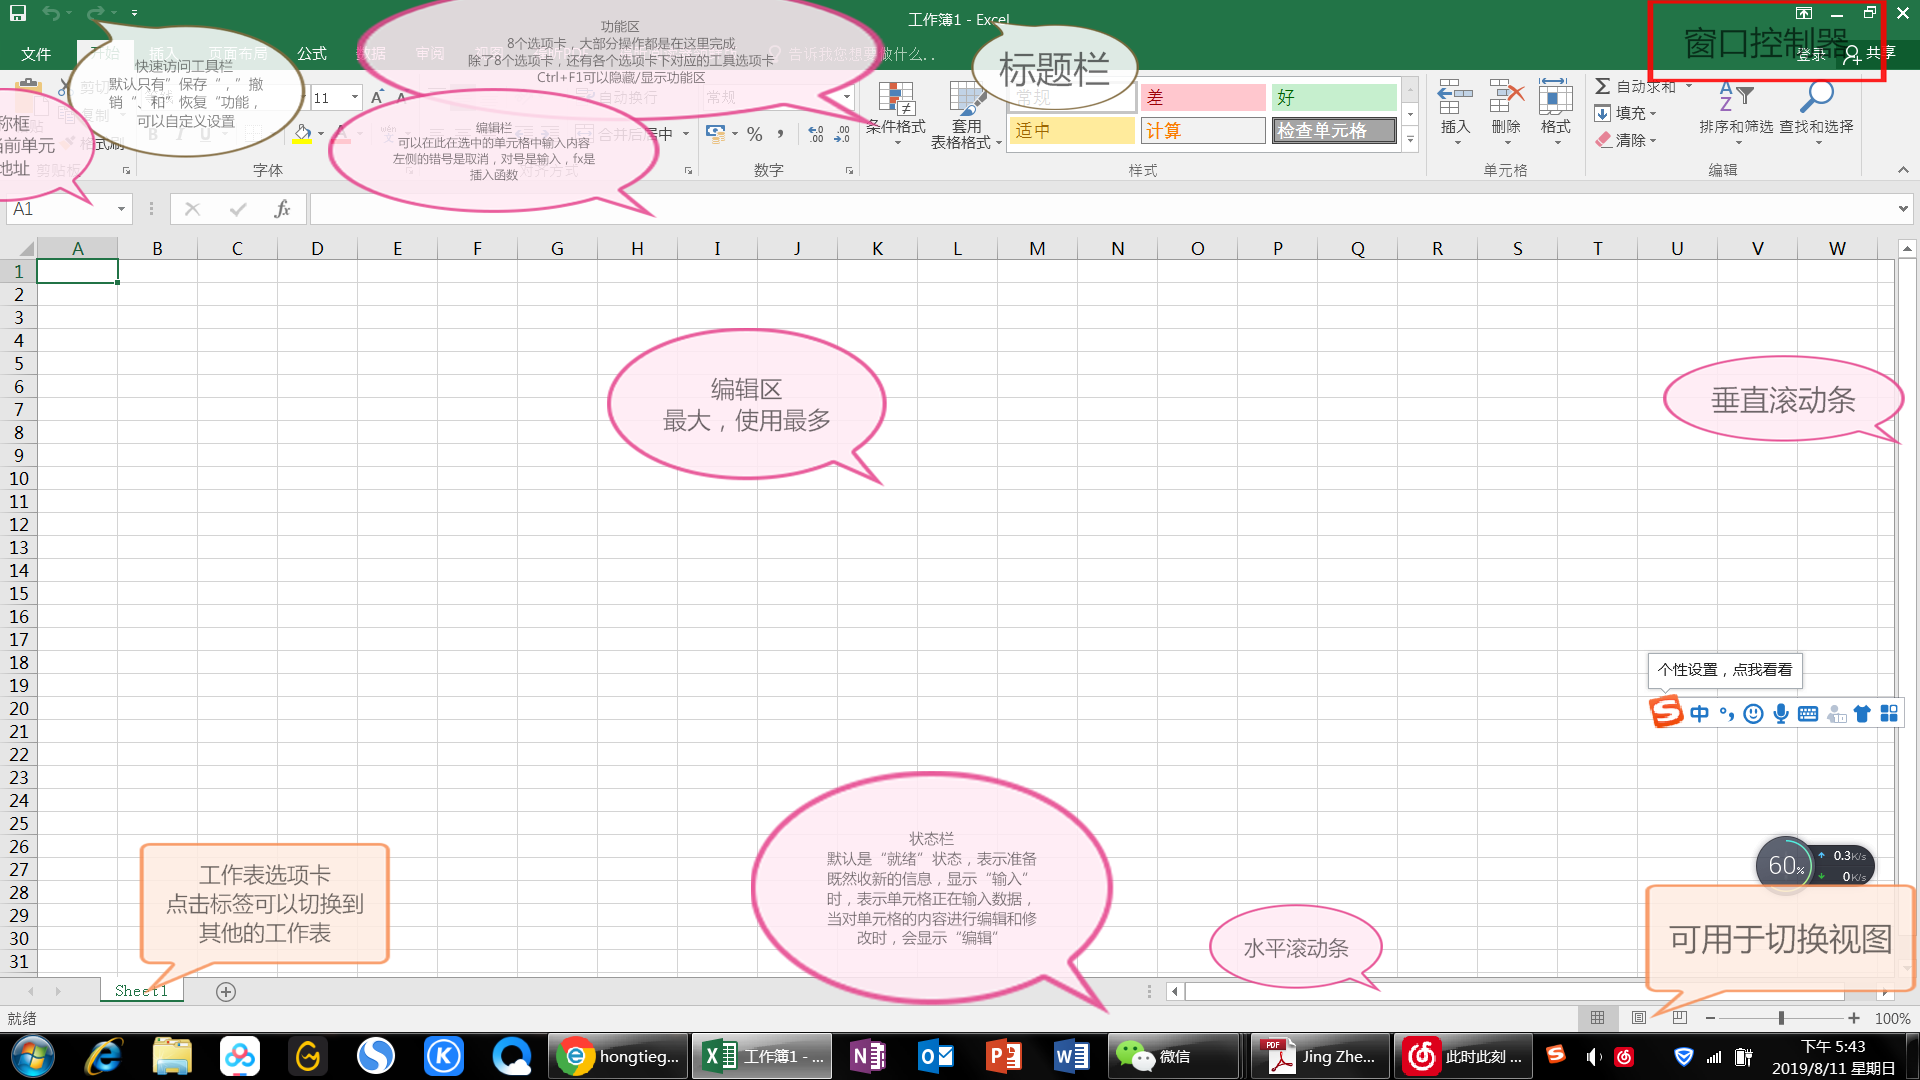 工作簿1 - Excel
文件
开始
插入
页面布局
公式
数据
审阅
视图
告诉我您想要做什么...
登录
共享
窗口控制器
标题栏
功能区
8个选项卡，大部分操作都是在这里完成
除了8个选项卡，还有各个选项卡下对应的工具选项卡
Ctrl+F1可以隐藏/显示功能区
快速访问工具栏
默认只有”保存“，”撤
销“、和”恢复“功能，
可以自定义设置
称框
当前单元
地址
编辑栏
可以在此在选中的单元格中输入内容
左侧的错号是取消，对号是输入，fx是
插入函数
剪切
复制
格式刷
剪贴板
11
字体
自动换行
合并后居中
对齐方式
常规
%
数字
条件格式
套用
表格格式
常规
差
好
适中
计算
检查单元格
样式
插入
删除
格式
单元格
自动求和
填充
清除
排序和筛选
查找和选择
编辑
A1
fx
A B C D E F G H I J K L M N O P Q R S T U V W
1
2
3
4
5
6
7
8
9
10
11
12
13
14
15
16
17
18
19
20
21
22
23
24
25
26
27
28
29
30
31
编辑区
最大，使用最多
垂直滚动条
个性设置，点我看看
中
60%
0.3K/s
0K/s
状态栏
默认是“就绪”状态，表示准备
既然收新的信息，显示“输入”
时，表示单元格正在输入数据，
当对单元格的内容进行编辑和修
改时，会显示“编辑”
工作表选项卡
点击标签可以切换到
其他的工作表
水平滚动条
可用于切换视图
Sheet1
就绪
100%
hongtieg...
工作簿1 - ...
微信
Jing Zhe...
此时此刻 ...
下午 5:43
2019/8/11 星期日